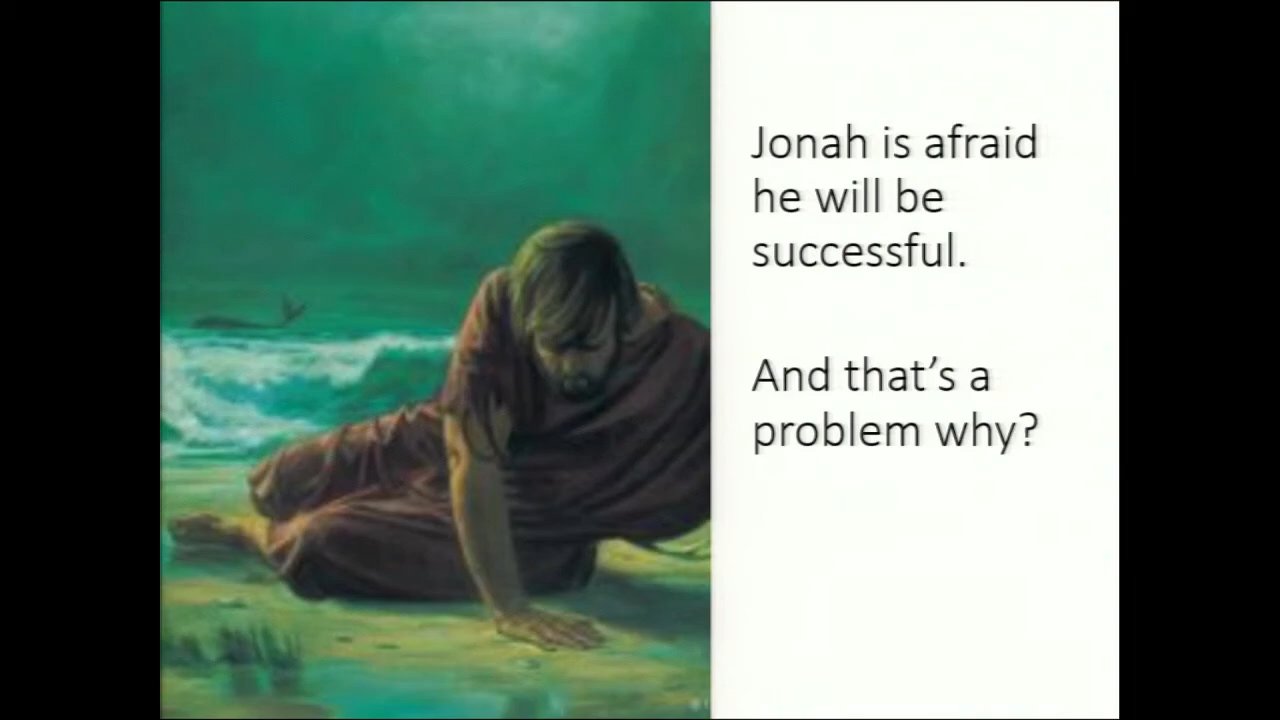 Jonah is afraid
he will be
successful.
And that’s a
problem why?